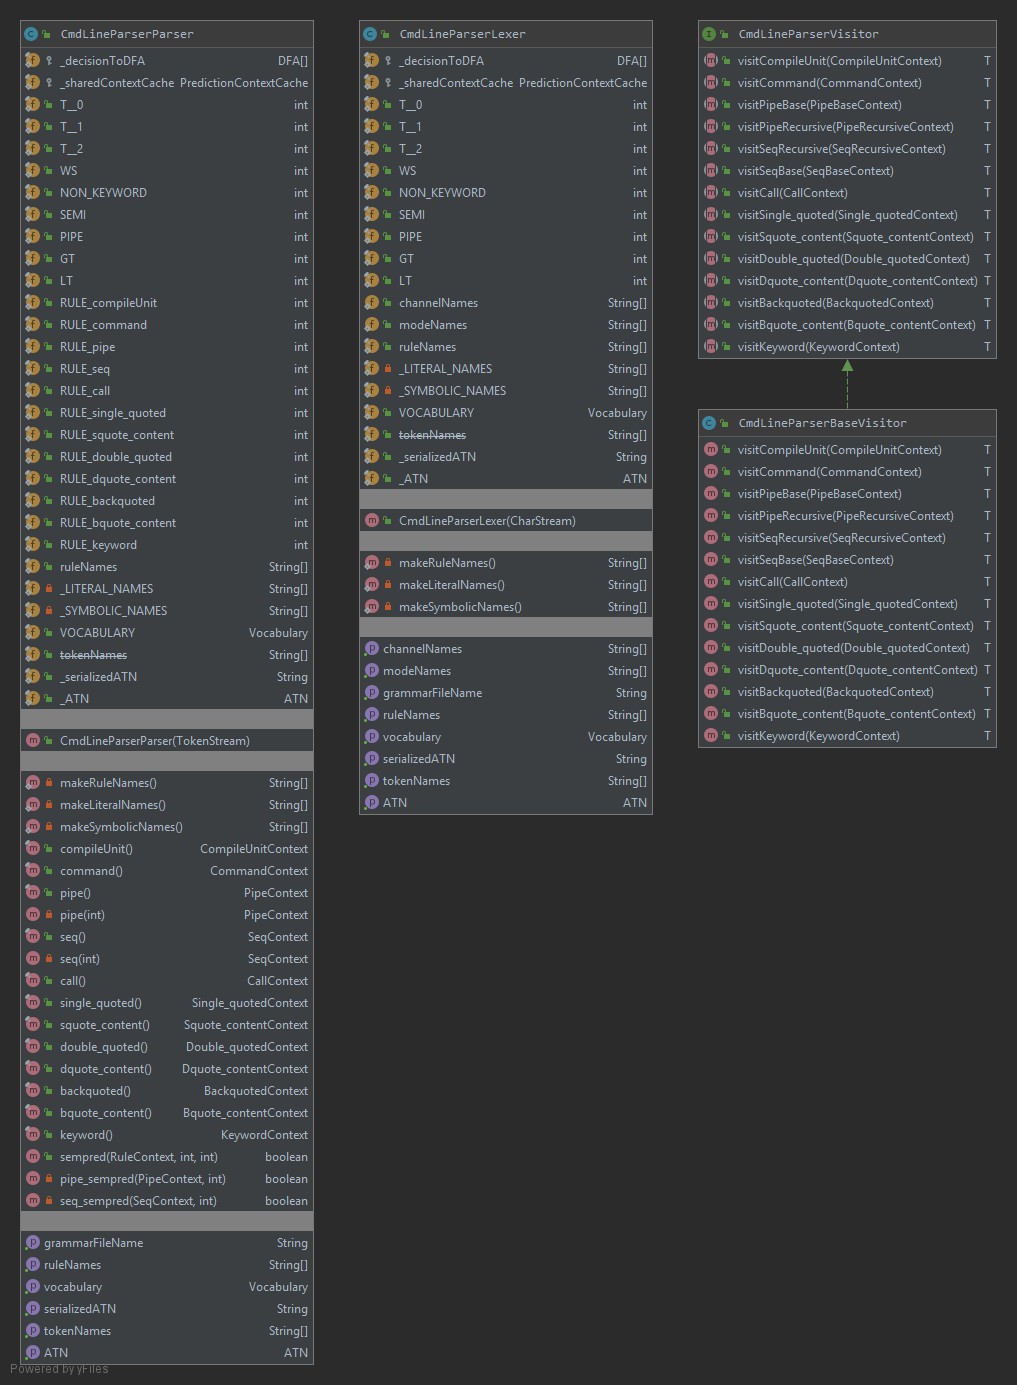 CmdLineParserParser
_decisionToDFA DFA[]
_sharedContextCache PredictionContextCache
T__0 int
T__1 int
T__2 int
WS int
NON_KEYWORD int
SEMI int
PIPE int
GT int
LT int
RULE_compileUnit int
RULE_command int
RULE_pipe int
RULE_seq int
RULE_call int
RULE_single_quoted int
RULE_squote_content int
RULE_double_quoted int
RULE_dquote_content int
RULE_backquoted int
RULE_bquote_content int
RULE_keyword int
ruleNames String[]
_LITERAL_NAMES String[]
_SYMBOLIC_NAMES String[]
VOCABULARY Vocabulary
tokenNames String[]
_serializedATN String
_ATN ATN
CmdLineParserParser(TokenStream)
makeRuleNames() String[]
makeLiteralNames() String[]
makeSymbolicNames() String[]
compileUnit() CompileUnitContext
command() CommandContext
pipe() PipeContext
pipe(int) PipeContext
seq() SeqContext
seq(int) SeqContext
call() CallContext
single_quoted() Single_quotedContext
squote_content() Squote_contentContext
double_quoted() Double_quotedContext
dquote_content() Dquote_contentContext
backquoted() BackquotedContext
bquote_content() Bquote_contentContext
keyword() KeywordContext
sempred(RuleContext, int, int) boolean
pipe_sempred(PipeContext, int) boolean
seq_sempred(SeqContext, int) boolean
grammarFileName String
ruleNames String[]
vocabulary Vocabulary
serializedATN String
tokenNames String[]
ATN ATN
CmdLineParserLexer
_decisionToDFA DFA[]
_sharedContextCache PredictionContextCache
T__0 int
T__1 int
T__2 int
WS int
NON_KEYWORD int
SEMI int
PIPE int
GT int
LT int
channelNames String[]
modeNames String[]
ruleNames String[]
_LITERAL_NAMES String[]
_SYMBOLIC_NAMES String[]
VOCABULARY Vocabulary
tokenNames String[]
_serializedATN String
_ATN ATN
CmdLineParserLexer(CharStream)
makeRuleNames() String[]
makeLiteralNames() String[]
makeSymbolicNames() String[]
channelNames String[]
modeNames String[]
grammarFileName String
ruleNames String[]
vocabulary Vocabulary
serializedATN String
tokenNames String[]
ATN ATN
CmdLineParserVisitor
visitCompileUnit(CompileUnitContext) T
visitCommand(CommandContext) T
visitPipeBase(PipeBaseContext) T
visitPipeRecursive(PipeRecursiveContext) T
visitSeqRecursive(SeqRecursiveContext) T
visitSeqBase(SeqBaseContext) T
visitCall(CallContext) T
visitSingle_quoted(Single_quotedContext) T
visitSquote_content(Squote_contentContext) T
visitDouble_quoted(Double_quotedContext) T
visitDquote_content(Dquote_contentContext) T
visitBackquoted(BackquotedContext) T
visitBquote_content(Bquote_contentContext) T
visitKeyword(KeywordContext) T
CmdLineParserBaseVisitor
visitCompileUnit(CompileUnitContext) T
visitCommand(CommandContext) T
visitPipeBase(PipeBaseContext) T
visitPipeRecursive(PipeRecursiveContext) T
visitSeqRecursive(SeqRecursiveContext) T
visitSeqBase(SeqBaseContext) T
visitCall(CallContext) T
visitSingle_quoted(Single_quotedContext) T
visitSquote_content(Squote_contentContext) T
visitDouble_quoted(Double_quotedContext) T
visitDquote_content(Dquote_contentContext) T
visitBackquoted(BackquotedContext) T
visitBquote_content(Bquote_contentContext) T
visitKeyword(KeywordContext) T
Powered by yFiles